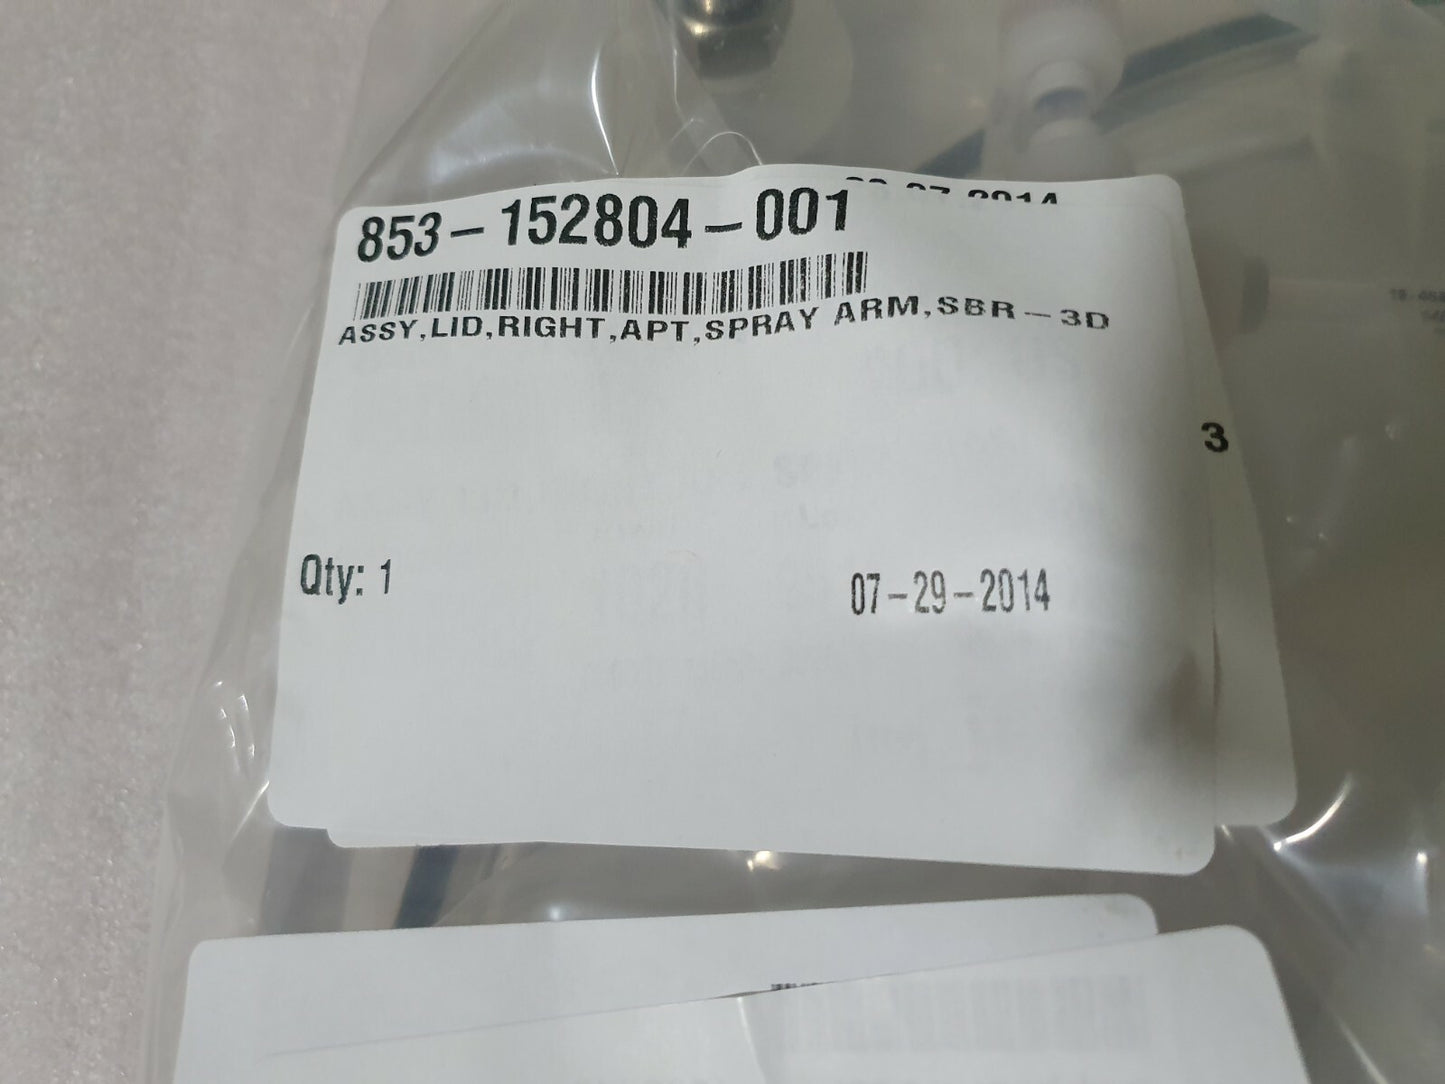 853-152804-001
ASSY,LID,RIGHT,APT,SPRAY ARM,SBR-3D
3
Qty: 1
07-29-2014